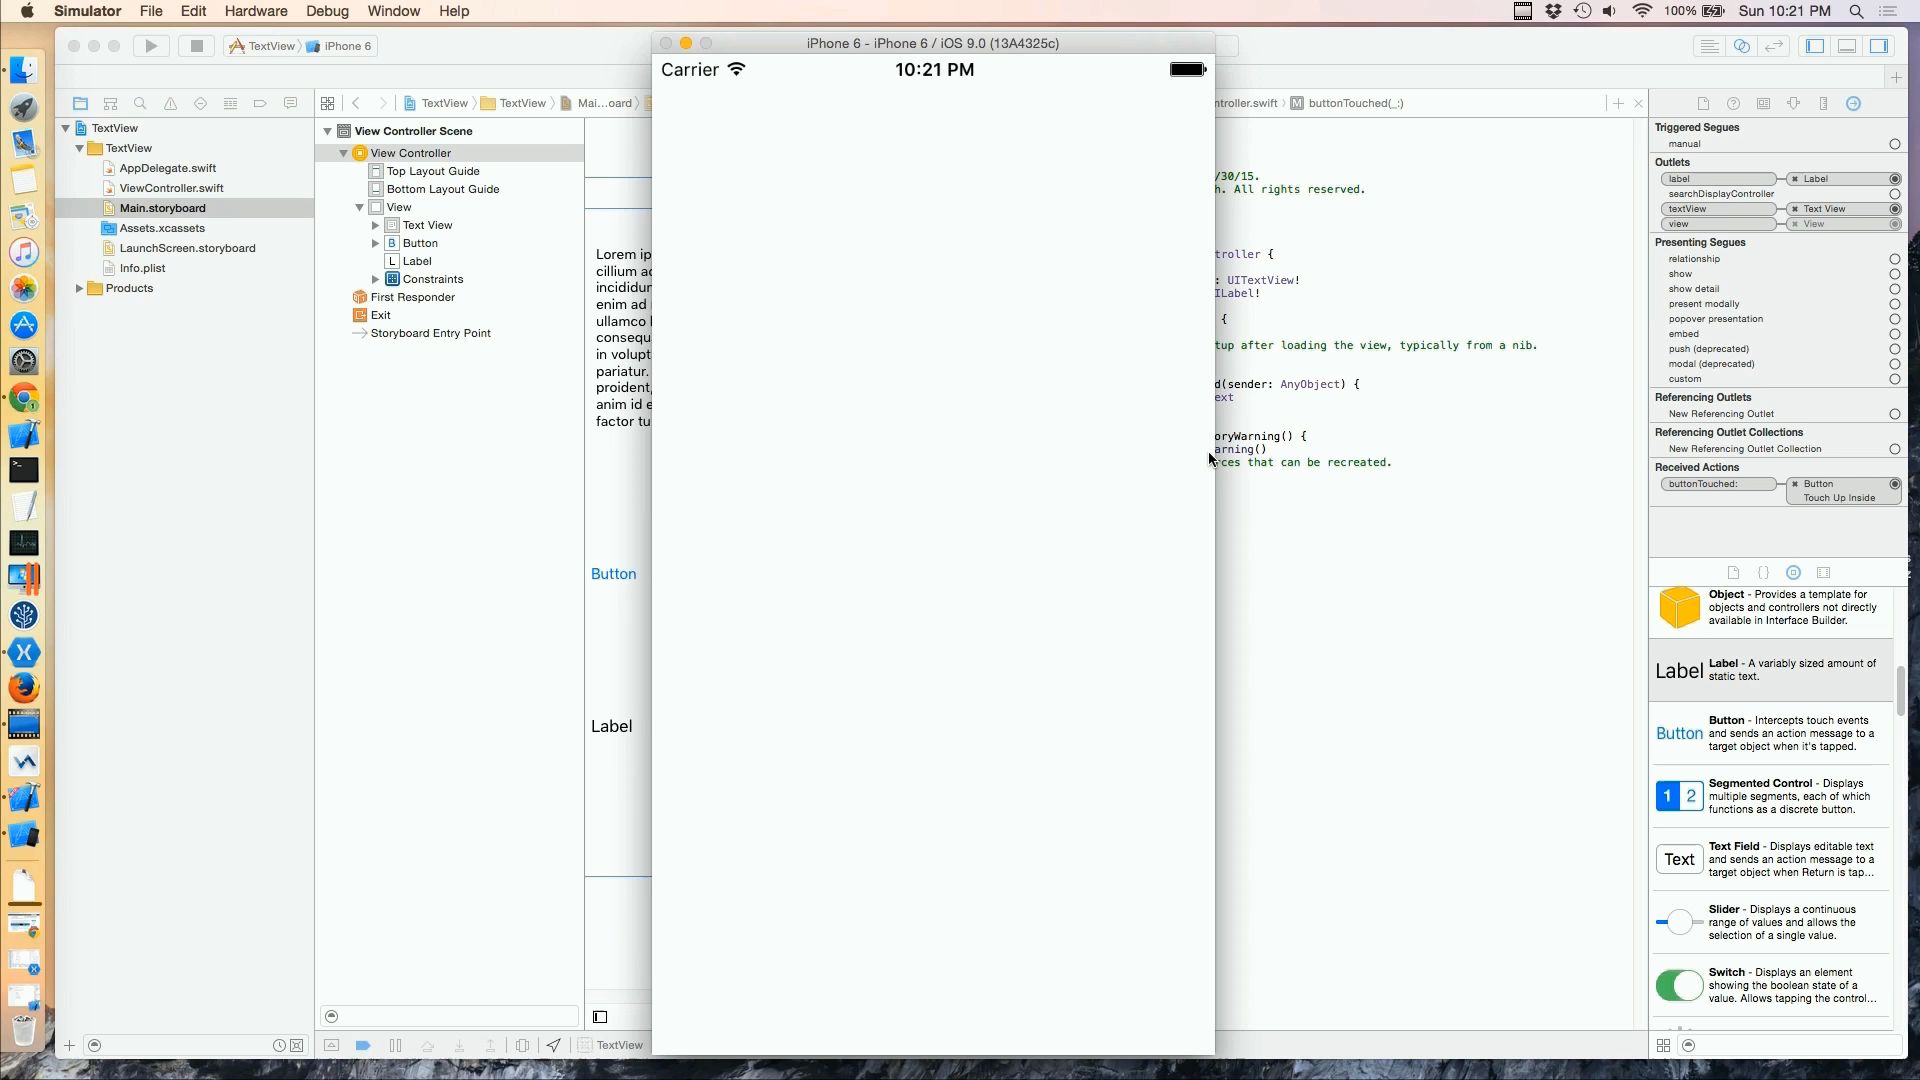 Simulator File Edit Hardware Debug Window Help
100% Sun 10:21 PM
TextView iPhone 6
iPhone 6 - iPhone 6 / iOS 9.0 (13A4325c)
TextView TextView Mai...oard
ntroller.swift M buttonTouched(_:)
TextView
TextView
AppDelegate.swift
ViewController.swift
Main.storyboard
Assets.xcassets
LaunchScreen.storyboard
Info.plist
Products
View Controller Scene
View Controller
Top Layout Guide
Bottom Layout Guide
View
Text View
B Button
L Label
Constraints
First Responder
Exit
Storyboard Entry Point
Lorem ip
cillium ad
incididun
enim ad
ullamco l
consequ
in volupt
pariatur.
proident,
anim id e
factor tu
Button
Label
TextView
Carrier 10:21 PM
/30/15.
h. All rights reserved.
troller {
: UITextView!
ILabel!
{
tup after loading the view, typically from a nib.
d(sender: AnyObject) {
ext
oryWarning() {
arning()
rces that can be recreated.
Triggered Segues
manual
Outlets
label Label
searchDisplayController
textView Text View
view View
Presenting Segues
relationship
show
show detail
present modally
popover presentation
embed
push (deprecated)
modal (deprecated)
custom
Referencing Outlets
New Referencing Outlet
Referencing Outlet Collections
New Referencing Outlet Collection
Received Actions
buttonTouched: Button
Touch Up Inside
Object - Provides a template for
objects and controllers not directly
available in Interface Builder.
Label
Label - A variably sized amount of
static text.
Button
Button - Intercepts touch events
and sends an action message to a
target object when it's tapped.
1 2
Segmented Control - Displays
multiple segments, each of which
functions as a discrete button.
Text
Text Field - Displays editable text
and sends an action message to a
target object when Return is tap...
Slider - Displays a continuous
range of values and allows the
selection of a single value.
Switch - Displays an element
showing the boolean state of a
value. Allows tapping the control...